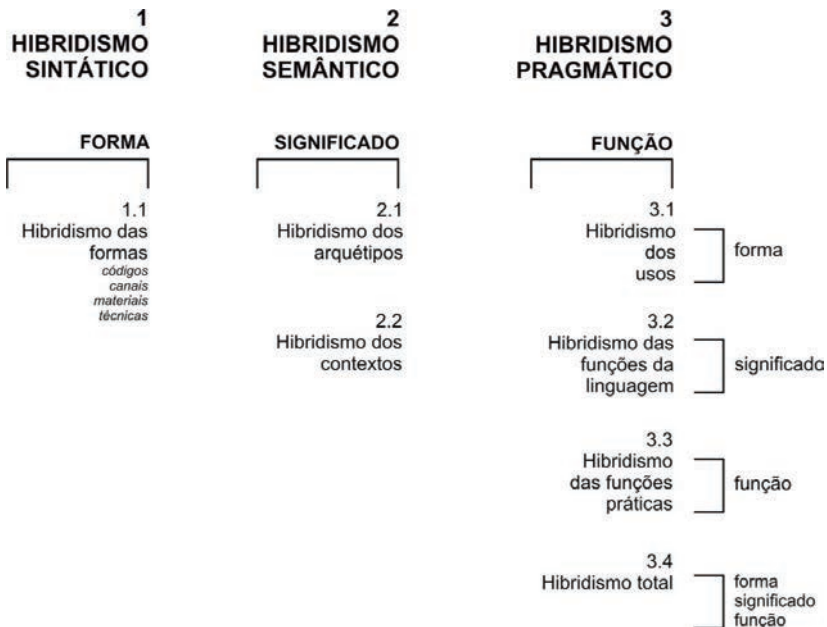 1
HIBRIDISMO
SINTÁTICO
FORMA
1.1
Hibridismo das
formas
códigos
canais
materiais
técnicas
2
HIBRIDISMO
SEMÂNTICO
SIGNIFICADO
2.1
Hibridismo dos
arquétipos
2.2
Hibridismo dos
contextos
3
HIBRIDISMO
PRAGMÁTICO
FUNÇÃO
3.1
Hibridismo
dos
usos
forma
3.2
Hibridismo das
funções da
linguagem
significado
3.3
Hibridismo
das funções
práticas
função
3.4
Hibridismo total
forma
significado
função